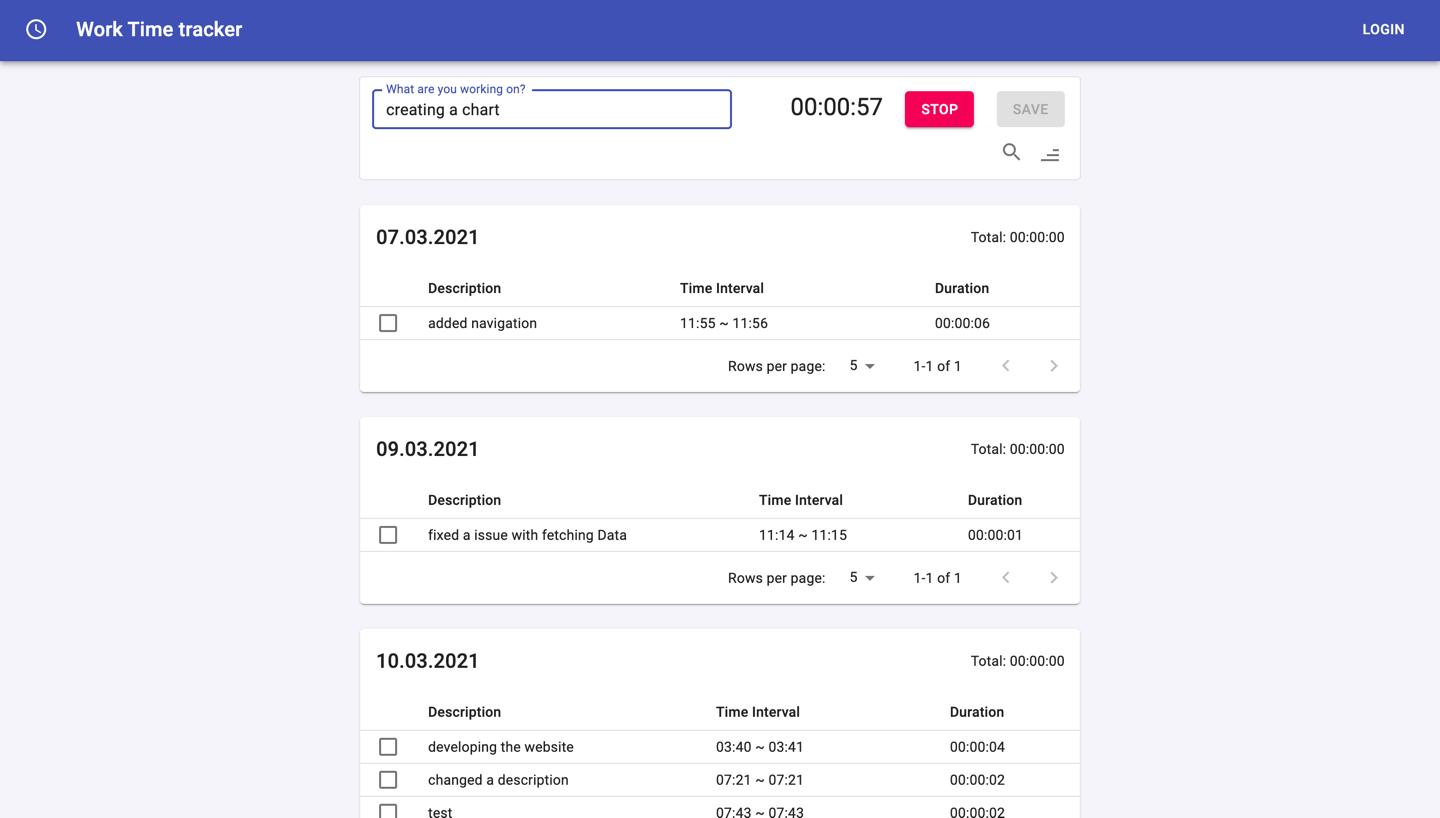 Work Time tracker LOGIN
What are you working on?
creating a chart 00:00:57 STOP SAVE
07.03.2021 Total: 00:00:00
Description Time Interval Duration
added navigation 11:55 ~ 11:56 00:00:06
Rows per page: 5 1-1 of 1
09.03.2021 Total: 00:00:00
Description Time Interval Duration
fixed a issue with fetching Data 11:14 ~ 11:15 00:00:01
Rows per page: 5 1-1 of 1
10.03.2021 Total: 00:00:00
Description Time Interval Duration
developing the website 03:40 ~ 03:41 00:00:04
changed a description 07:21 ~ 07:21 00:00:02
test 07:43 ~ 07:43 00:00:02